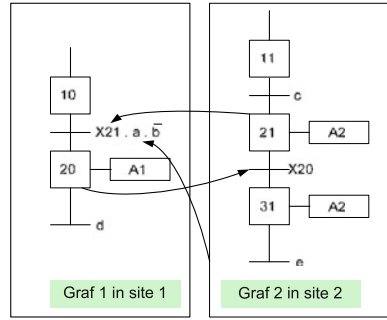 10
X21 . a . b̅
20
A1
d
Graf 1 in site 1
11
c
21
A2
X20
31
A2
e
Graf 2 in site 2